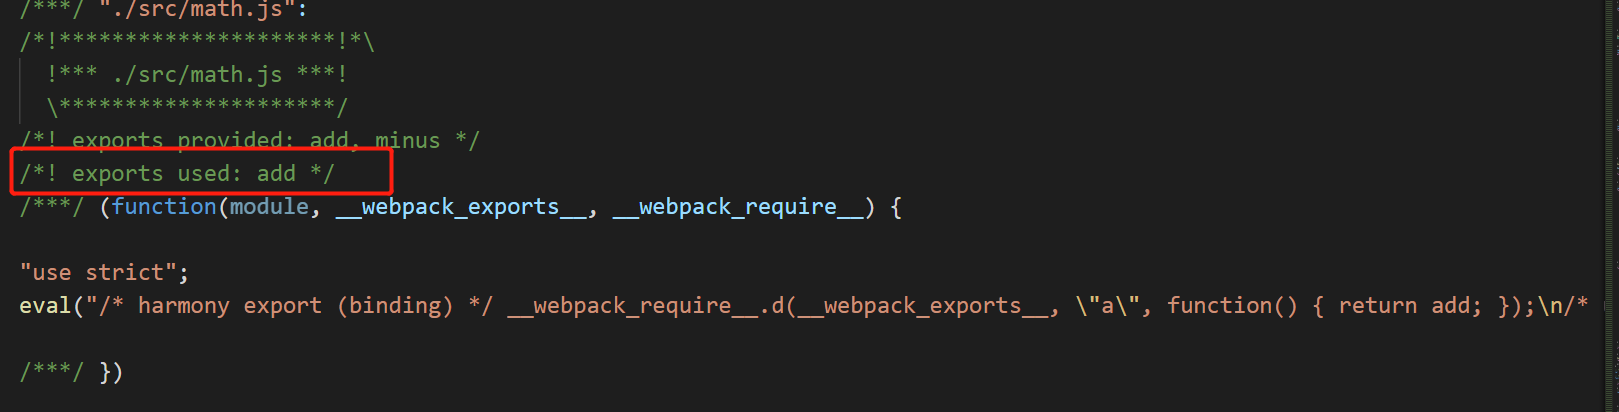 /***/ "./src/math.js":
/*!*********************!*\
  !*** ./src/math.js ***!
  \*********************/
/*! exports provided: add, minus */
/*! exports used: add */
/***/ (function(module, __webpack_exports__, __webpack_require__) {
"use strict";
eval("/* harmony export (binding) */ __webpack_require__.d(__webpack_exports__, \"a\", function() { return add; });\n/*
/***/ })